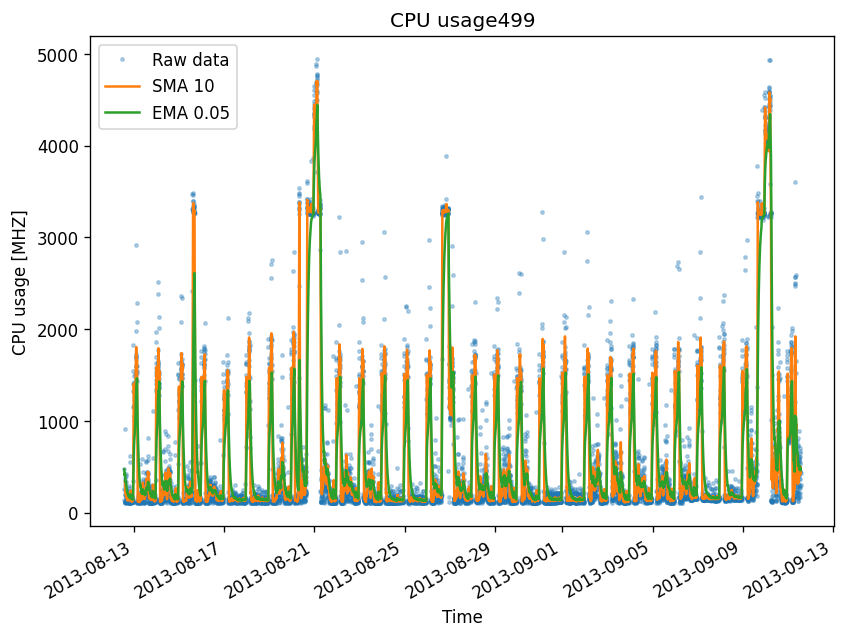 CPU usage499
Raw data
SMA 10
EMA 0.05
CPU usage [MHZ]
5000
4000
3000
2000
1000
0
2013-08-13
2013-08-17
2013-08-21
2013-08-25
2013-08-29
2013-09-01
2013-09-05
2013-09-09
2013-09-13
Time